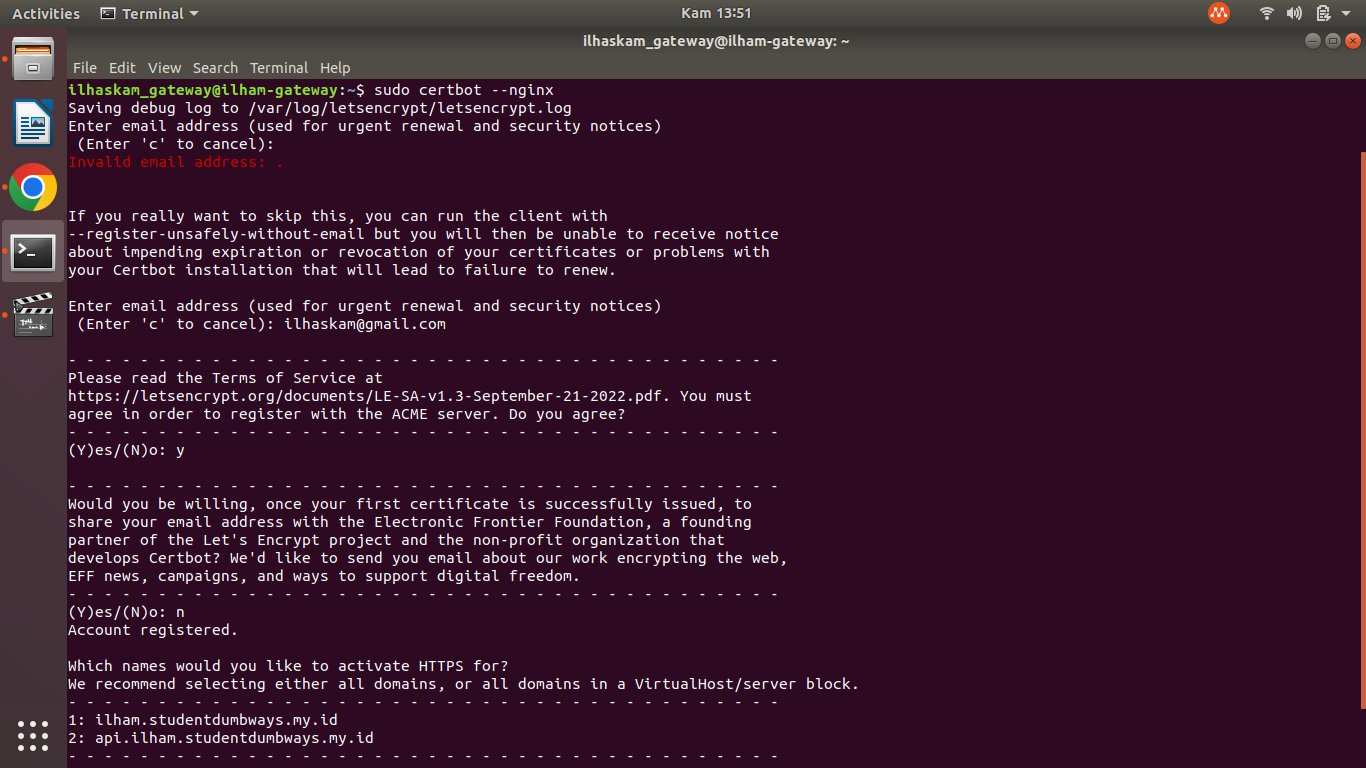 Activities
Terminal
Kam 13:51
ilhaskam_gateway@ilham-gateway: ~
File Edit View Search Terminal Help
ilhaskam_gateway@ilham-gateway:~$ sudo certbot --nginx
Saving debug log to /var/log/letsencrypt/letsencrypt.log
Enter email address (used for urgent renewal and security notices)
(Enter 'c' to cancel):
Invalid email address: .
If you really want to skip this, you can run the client with
--register-unsafely-without-email but you will then be unable to receive notice
about impending expiration or revocation of your certificates or problems with
your Certbot installation that will lead to failure to renew.
Enter email address (used for urgent renewal and security notices)
(Enter 'c' to cancel): ilhaskam@gmail.com
- - - - - - - - - - - - - - - - - - - - - - - - - - - - - - - - - - - - - - - -
Please read the Terms of Service at
https://letsencrypt.org/documents/LE-SA-v1.3-September-21-2022.pdf. You must
agree in order to register with the ACME server. Do you agree?
- - - - - - - - - - - - - - - - - - - - - - - - - - - - - - - - - - - - - - - -
(Y)es/(N)o: y
- - - - - - - - - - - - - - - - - - - - - - - - - - - - - - - - - - - - - - - -
Would you be willing, once your first certificate is successfully issued, to
share your email address with the Electronic Frontier Foundation, a founding
partner of the Let's Encrypt project and the non-profit organization that
develops Certbot? We'd like to send you email about our work encrypting the web,
EFF news, campaigns, and ways to support digital freedom.
- - - - - - - - - - - - - - - - - - - - - - - - - - - - - - - - - - - - - - - -
(Y)es/(N)o: n
Account registered.
Which names would you like to activate HTTPS for?
We recommend selecting either all domains, or all domains in a VirtualHost/server block.
- - - - - - - - - - - - - - - - - - - - - - - - - - - - - - - - - - - - - - - -
1: ilham.studentdumbways.my.id
2: api.ilham.studentdumbways.my.id
- - - - - - - - - - - - - - - - - - - - - - - - - - - - - - - - - - - - - - - -